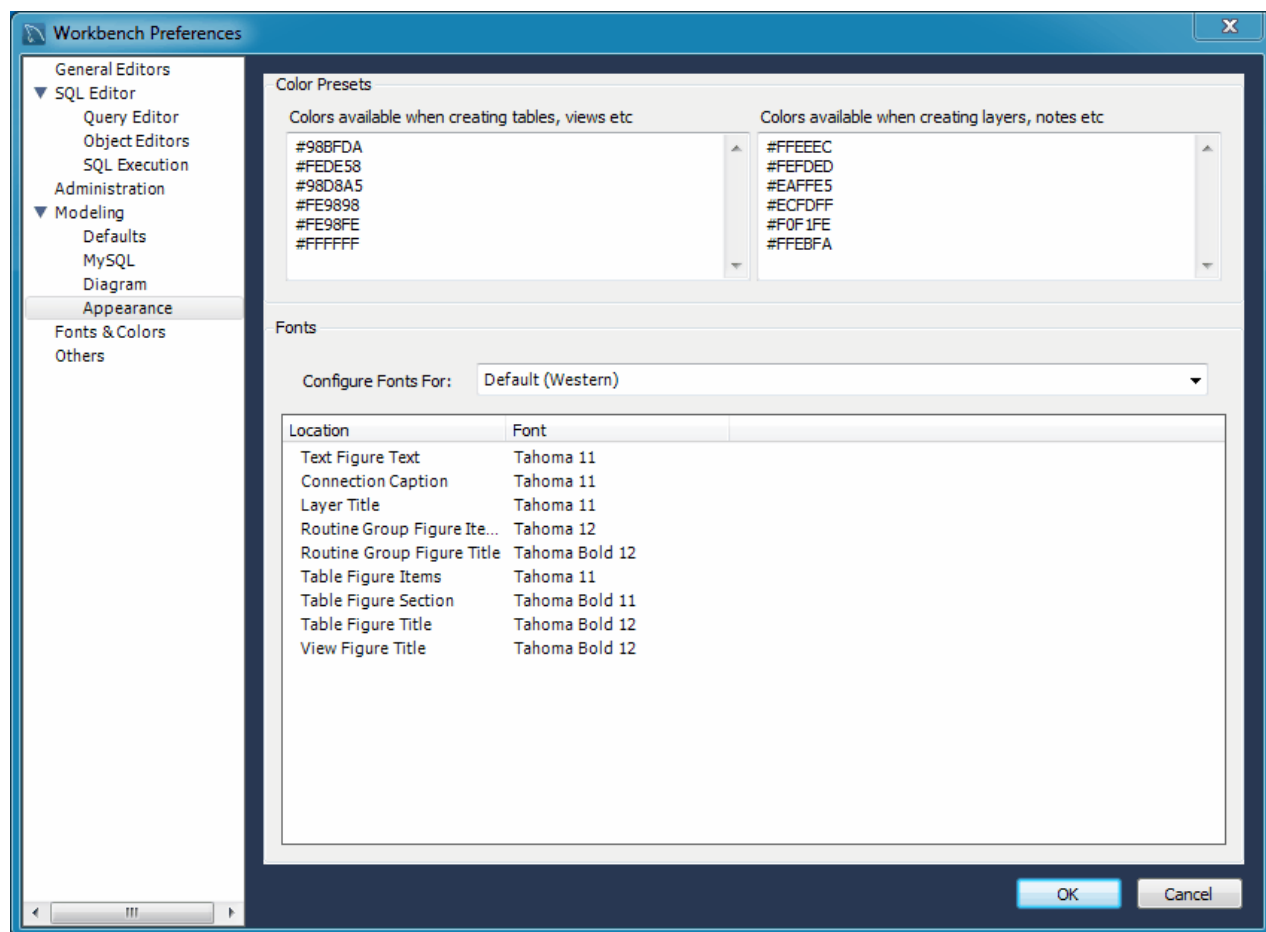 Workbench Preferences
General Editors
SQL Editor
Query Editor
Object Editors
SQL Execution
Administration
Modeling
Defaults
MySQL
Diagram
Appearance
Fonts & Colors
Others
Color Presets
Colors available when creating tables, views etc
#98BFDA
#FEDE58
#98D8A5
#FE9898
#FE98FE
#FFFFFF
Colors available when creating layers, notes etc
#FFEEEC
#FEFDED
#EAFFE5
#ECFDFF
#F0F1FE
#FFEBFA
Fonts
Configure Fonts For: Default (Western)
Location Font
Text Figure Text Tahoma 11
Connection Caption Tahoma 11
Layer Title Tahoma 11
Routine Group Figure Ite... Tahoma 12
Routine Group Figure Title Tahoma Bold 12
Table Figure Items Tahoma 11
Table Figure Section Tahoma Bold 11
Table Figure Title Tahoma Bold 12
View Figure Title Tahoma Bold 12
OK Cancel